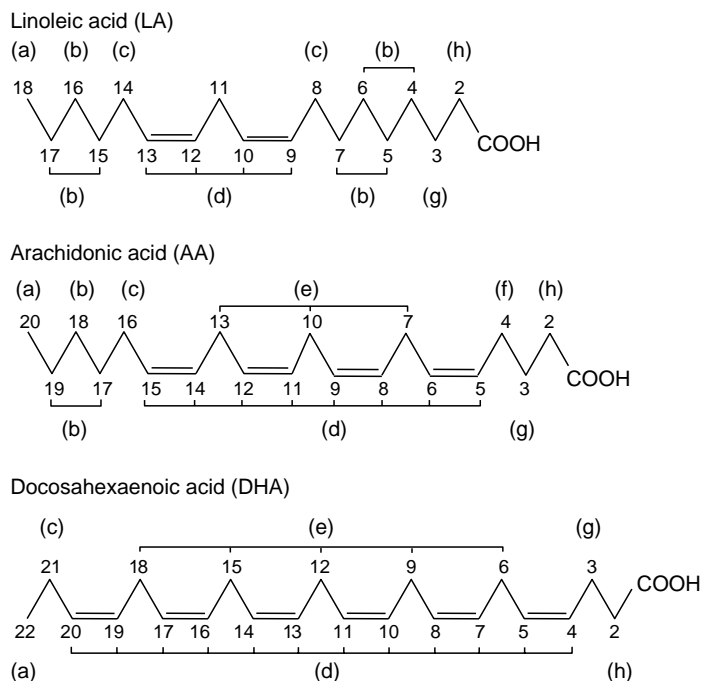 Linoleic acid (LA)
(a) (b) (c) (c) (b) (h)
18 16 14 11 8 6 4 2
COOH
17 15 13 12 10 9 7 5 3
(b) (d) (b) (g)
Arachidonic acid (AA)
(a) (b) (c) (e) (f) (h)
20 18 16 13 10 7 4 2
COOH
19 17 15 14 12 11 9 8 6 5 3
(b) (d) (g)
Docosahexaenoic acid (DHA)
(c) (e) (g)
21 18 15 12 9 6 3
COOH
22 20 19 17 16 14 13 11 10 8 7 5 4 2
(a) (d) (h)